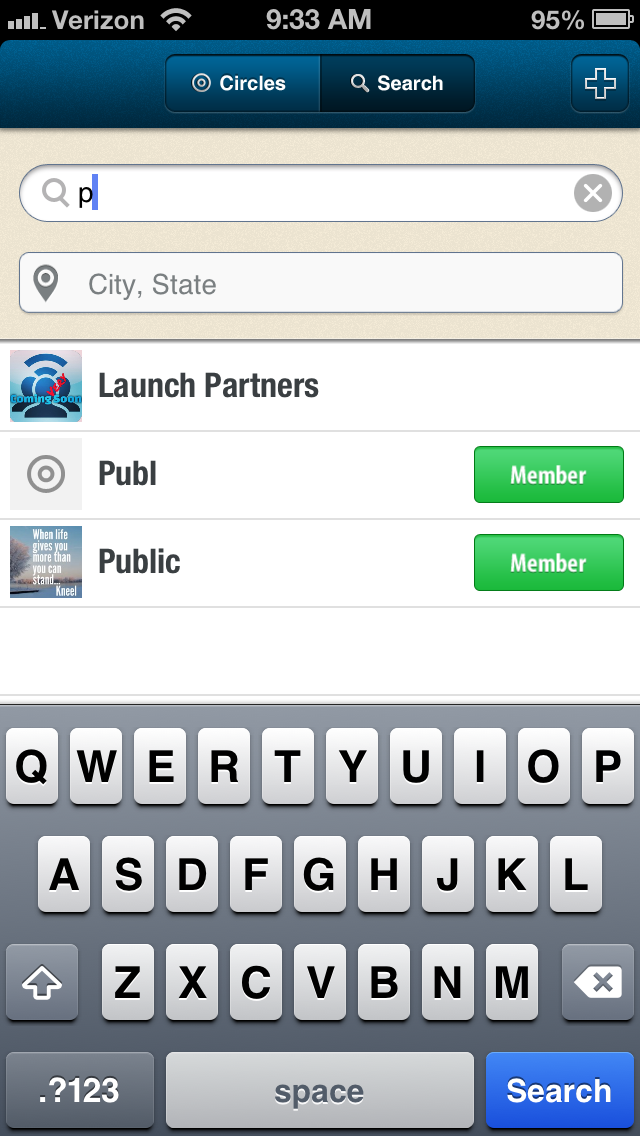 Verizon 9:33 AM 95%
Circles Search
p
City, State
Coming Soon
Launch Partners
Publ Member
When life
gives you
more than
you can
stand...
Kneel
Public Member
Q W E R T Y U I O P
A S D F G H J K L
Z X C V B N M
.?123 space Search